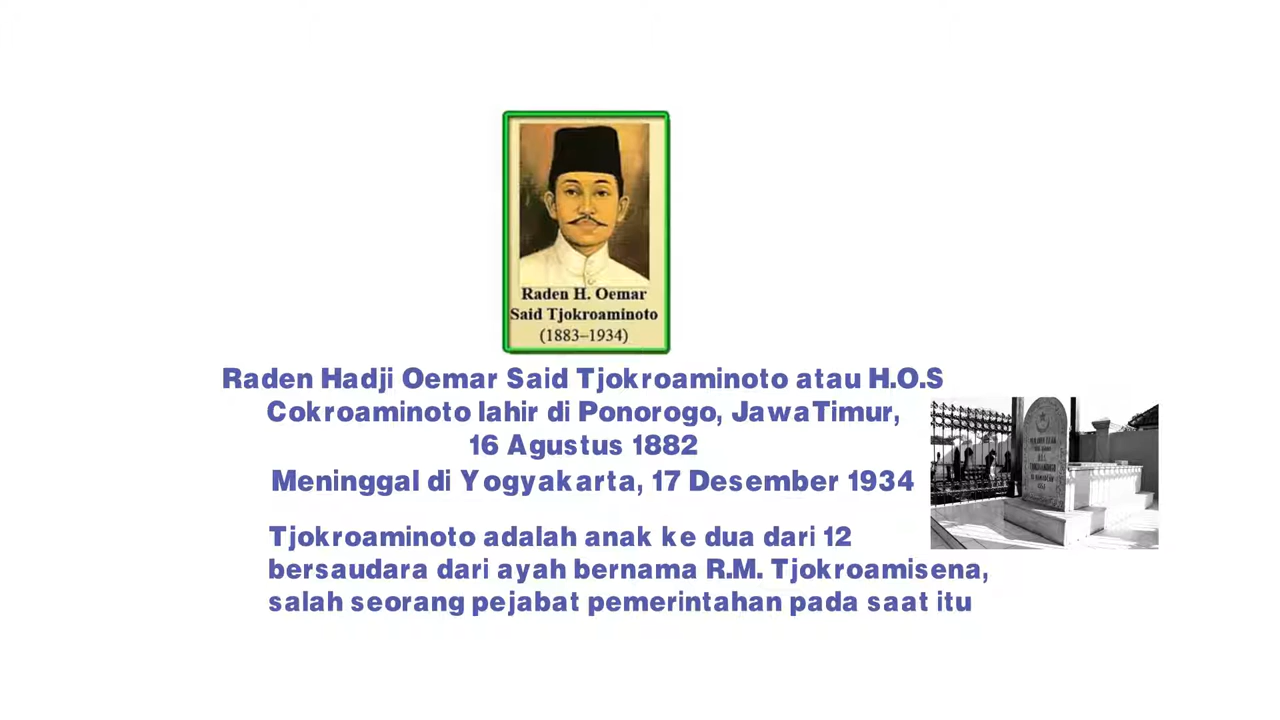 Raden H. Oemar
Said Tjokroaminoto
(1883–1934)
Raden Hadji Oemar Said Tjokroaminoto atau H.O.S
Cokroaminoto lahir di Ponorogo, JawaTimur,
16 Agustus 1882
Meninggal di Yogyakarta, 17 Desember 1934
Tjokroaminoto adalah anak ke dua dari 12
bersaudara dari ayah bernama R.M. Tjokroamisena,
salah seorang pejabat pemerintahan pada saat itu